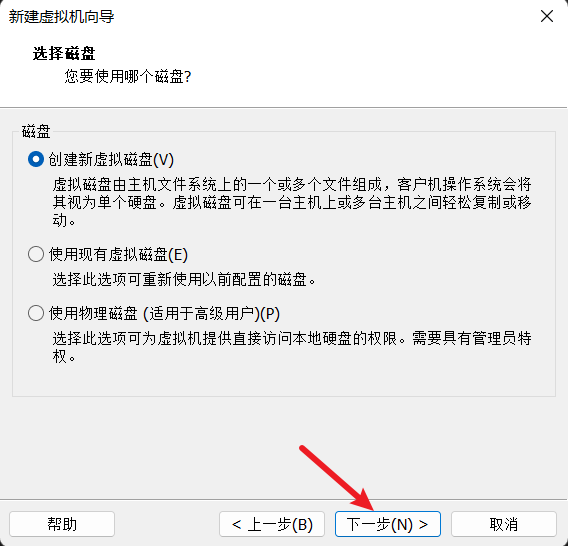 新建虚拟机向导
选择磁盘
您要使用哪个磁盘?
磁盘
创建新虚拟磁盘(V)
虚拟磁盘由主机文件系统上的一个或多个文件组成，客户机操作系统会将
其视为单个硬盘。虚拟磁盘可在一台主机上或多台主机之间轻松复制或移
动。
使用现有虚拟磁盘(E)
选择此选项可重新使用以前配置的磁盘。
使用物理磁盘 (适用于高级用户)(P)
选择此选项可为虚拟机提供直接访问本地硬盘的权限。需要具有管理员特
权。
帮助
< 上一步(B)
下一步(N) >
取消